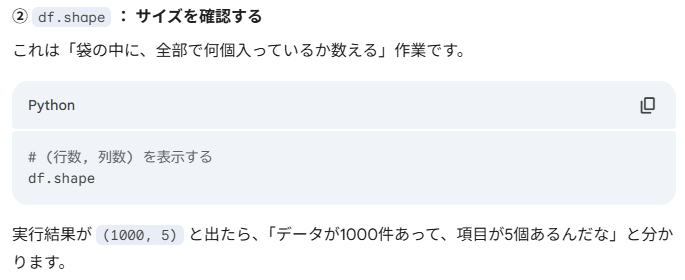 ② df.shape ： サイズを確認する
これは「袋の中に、全部で何個入っているか数える」作業です。
Python
# (行数, 列数) を表示する
df.shape
実行結果が (1000, 5) と出たら、「データが1000件あって、項目が5個あるんだな」と分か
ります。